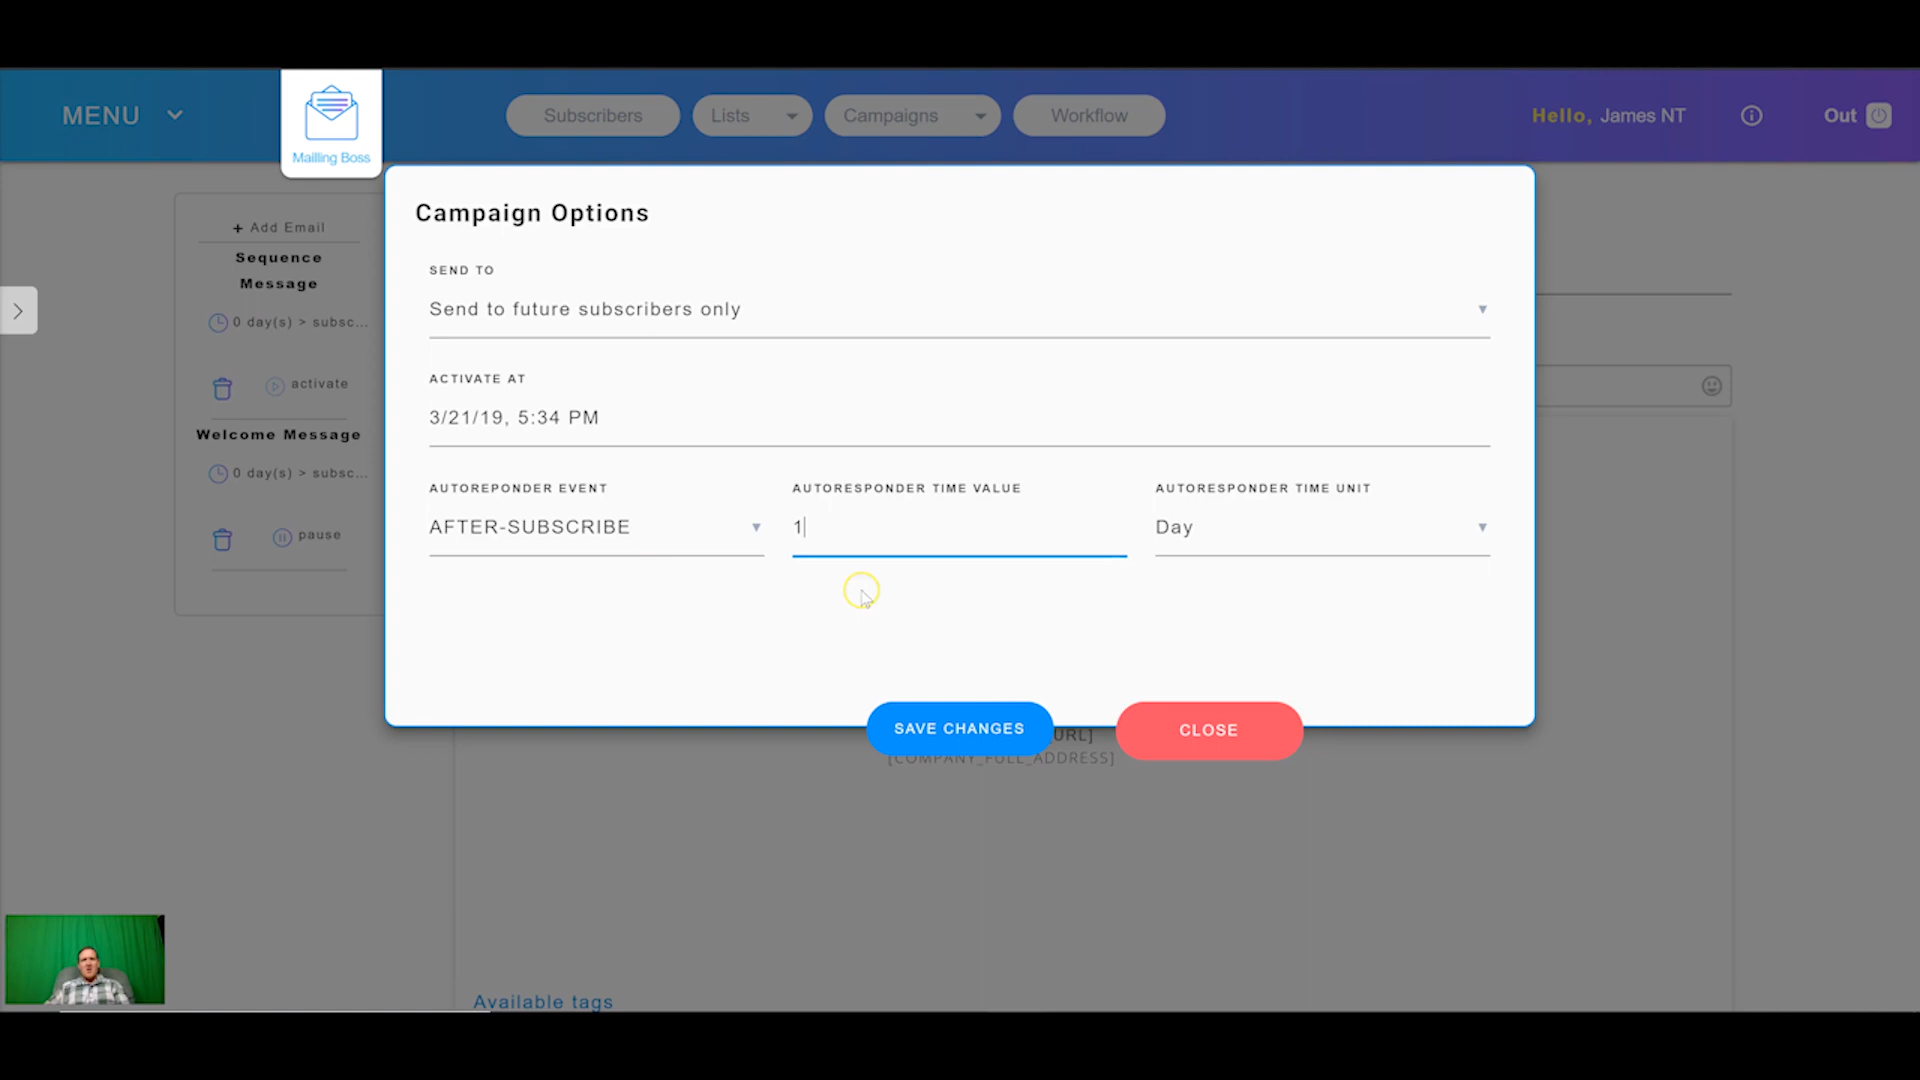 MENU
Mailling Boss
Subscribers
Lists
Campaigns
Workflow
Hello, James NT
Out
+ Add Email
Sequence
Message
0 day(s) > subsc...
activate
Welcome Message
0 day(s) > subsc...
pause
Campaign Options
SEND TO
Send to future subscribers only
ACTIVATE AT
3/21/19, 5:34 PM
AUTOREPONDER EVENT
AUTORESPONDER TIME VALUE
AUTORESPONDER TIME UNIT
AFTER-SUBSCRIBE
1
Day
SAVE CHANGES
CLOSE
URL]
[COMPANY_FULL_ADDRESS]
Available tags